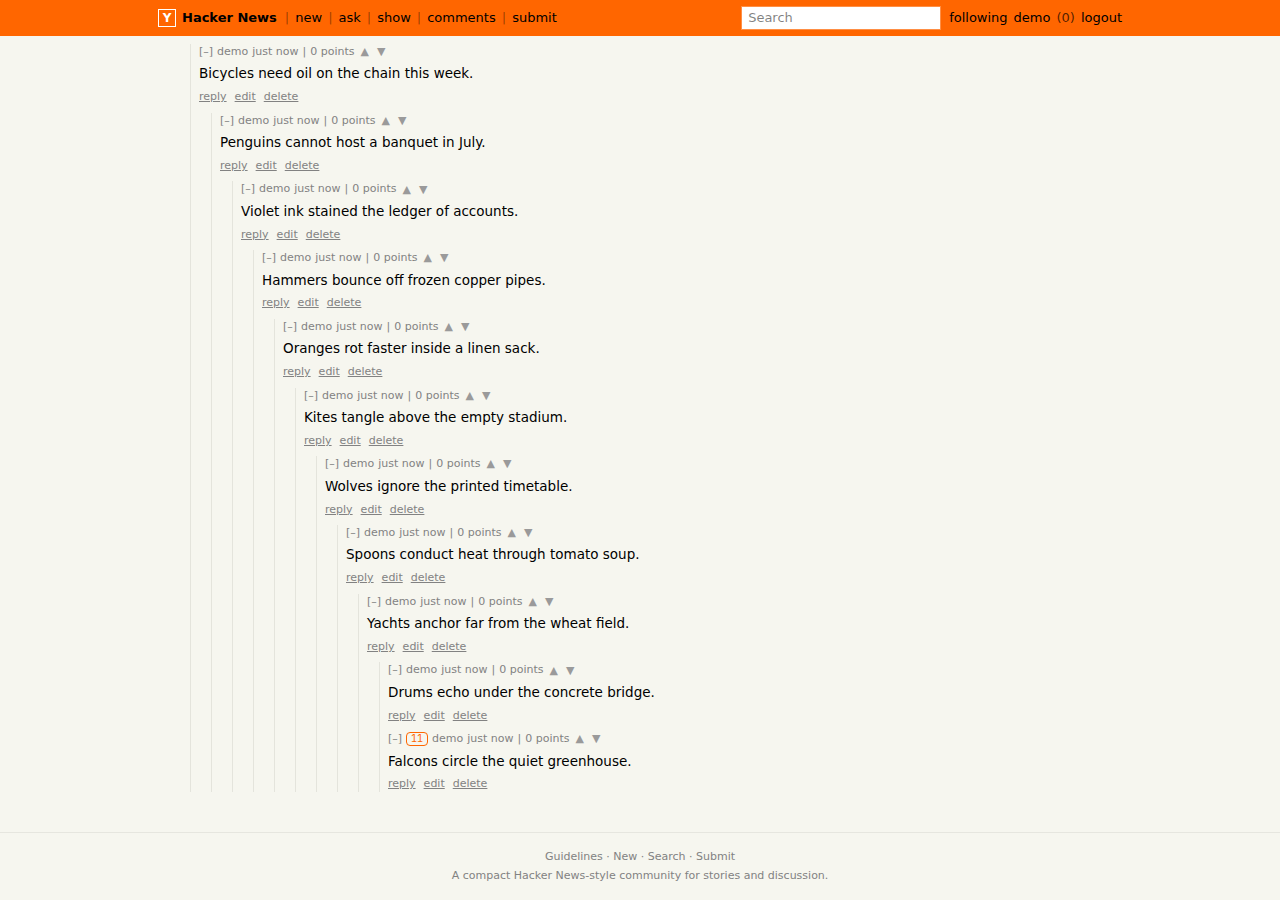 Y Hacker News | new | ask | show | comments | submit Search following demo (0) logout
[–] demo just now | 0 points ▲ ▼
Bicycles need oil on the chain this week.
reply edit delete
[–] demo just now | 0 points ▲ ▼
Penguins cannot host a banquet in July.
reply edit delete
[–] demo just now | 0 points ▲ ▼
Violet ink stained the ledger of accounts.
reply edit delete
[–] demo just now | 0 points ▲ ▼
Hammers bounce off frozen copper pipes.
reply edit delete
[–] demo just now | 0 points ▲ ▼
Oranges rot faster inside a linen sack.
reply edit delete
[–] demo just now | 0 points ▲ ▼
Kites tangle above the empty stadium.
reply edit delete
[–] demo just now | 0 points ▲ ▼
Wolves ignore the printed timetable.
reply edit delete
[–] demo just now | 0 points ▲ ▼
Spoons conduct heat through tomato soup.
reply edit delete
[–] demo just now | 0 points ▲ ▼
Yachts anchor far from the wheat field.
reply edit delete
[–] demo just now | 0 points ▲ ▼
Drums echo under the concrete bridge.
reply edit delete
[–] 11 demo just now | 0 points ▲ ▼
Falcons circle the quiet greenhouse.
reply edit delete
Guidelines · New · Search · Submit
A compact Hacker News-style community for stories and discussion.